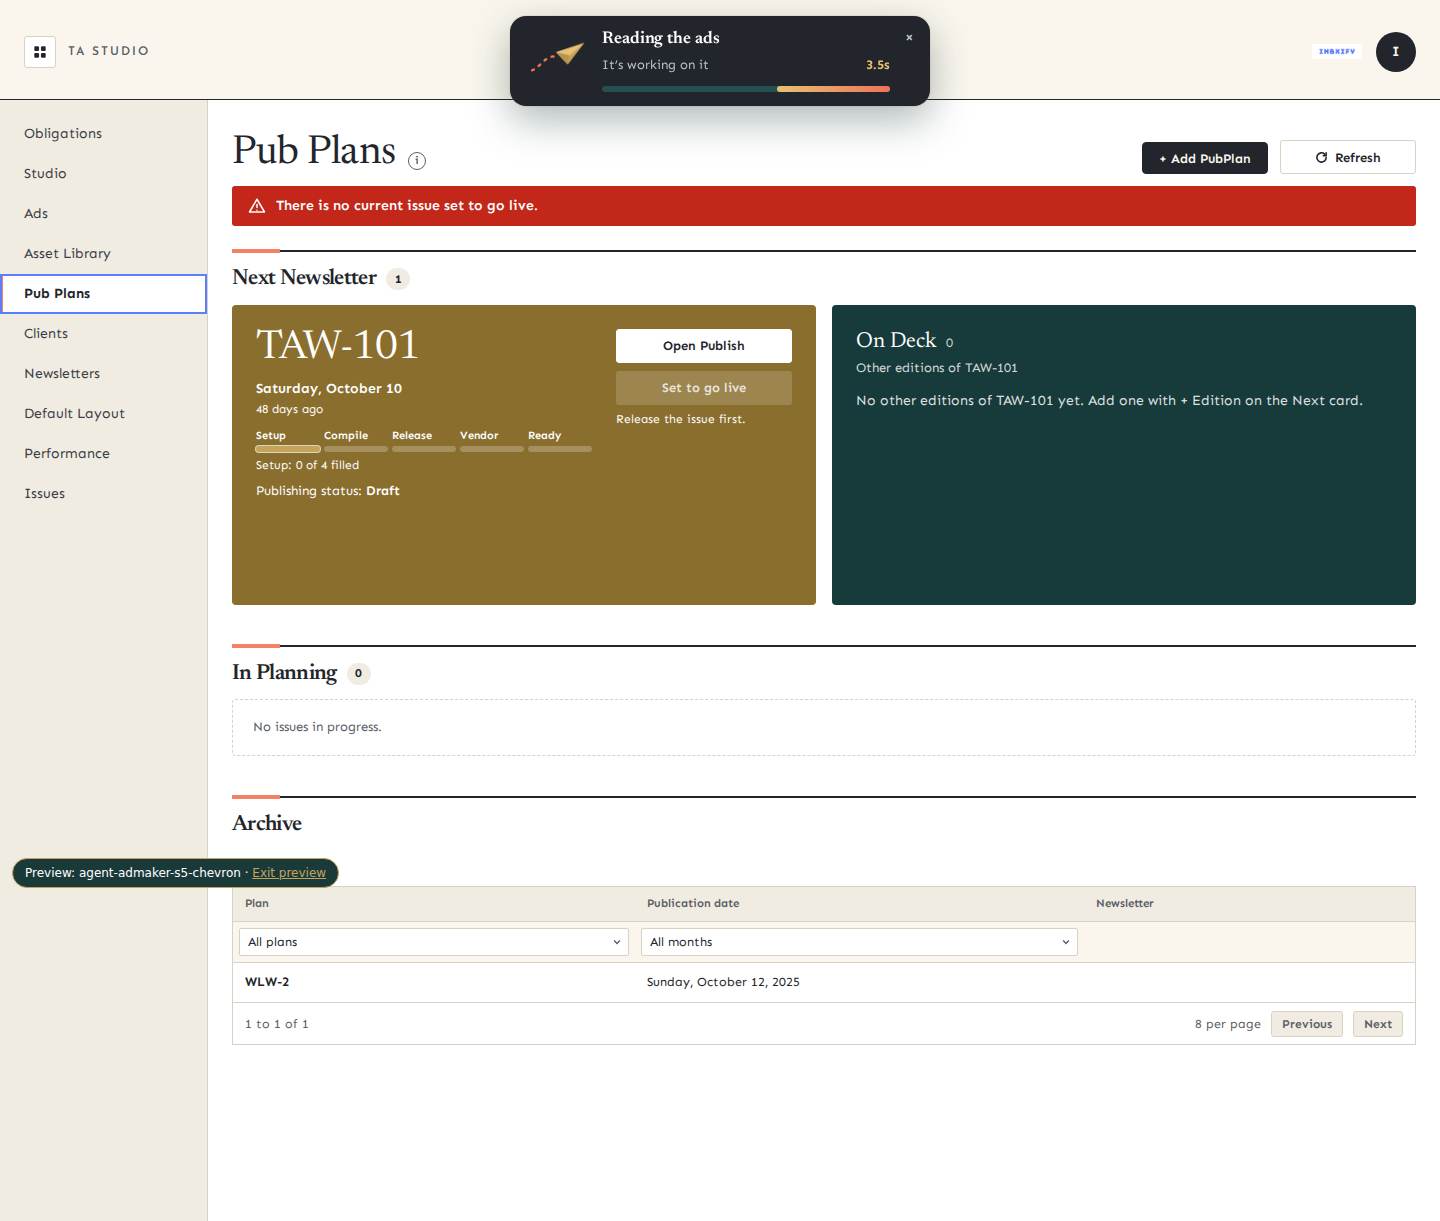 TA STUDIO
Reading the ads
×
It's working on it
3.5s
INBXIFY
I
Obligations
Studio
Ads
Asset Library
Pub Plans
Clients
Newsletters
Default Layout
Performance
Issues
Pub Plans
i
+ Add PubPlan
Refresh
There is no current issue set to go live.
Next Newsletter 1
TAW-101
Saturday, October 10
48 days ago
Setup Compile Release Vendor Ready
Setup: 0 of 4 filled
Publishing status: Draft
Open Publish
Set to go live
Release the issue first.
On Deck 0
Other editions of TAW-101
No other editions of TAW-101 yet. Add one with + Edition on the Next card.
In Planning 0
No issues in progress.
Archive
Preview: agent-admaker-s5-chevron · Exit preview
Plan Publication date Newsletter
All plans All months
WLW-2 Sunday, October 12, 2025
1 to 1 of 1 8 per page Previous Next